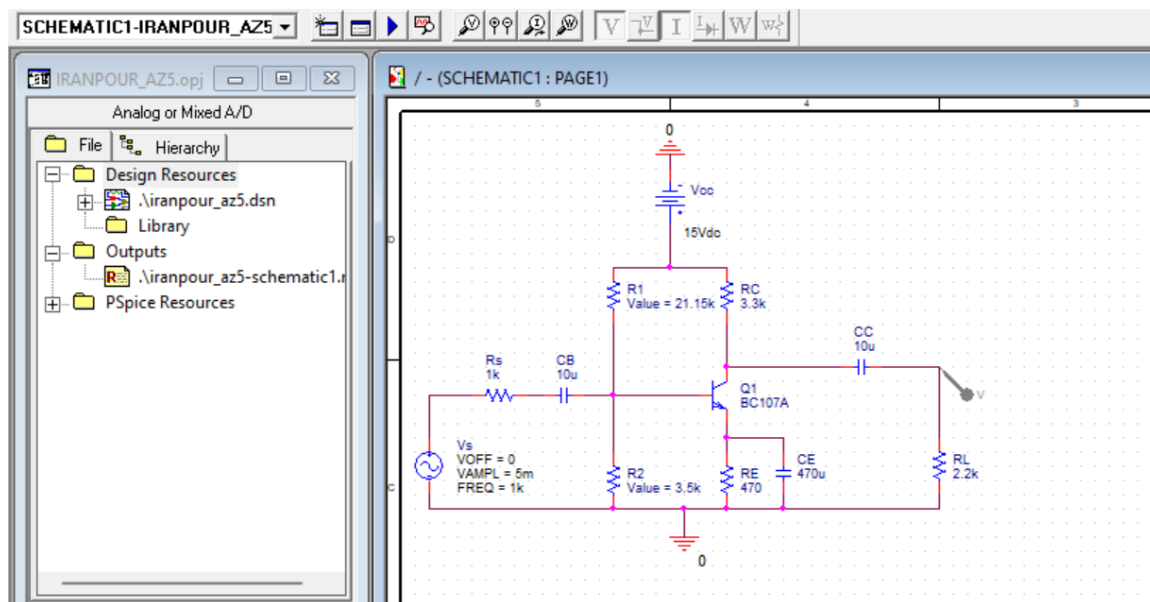 SCHEMATIC1-IRANPOUR_AZ5
IRANPOUR_AZ5.opj
Analog or Mixed A/D
File
Hierarchy
Design Resources
.\iranpour_az5.dsn
Library
Outputs
.\iranpour_az5-schematic1.r
PSpice Resources
/ - (SCHEMATIC1 : PAGE1)
5
4
3
D
C
0
Vcc
15Vdc
R1
Value = 21.15k
RC
3.3k
CC
10u
Rs
1k
CB
10u
Q1
BC107A
V
Vs
VOFF = 0
VAMPL = 5m
FREQ = 1k
R2
Value = 3.5k
RE
470
CE
470u
RL
2.2k
0